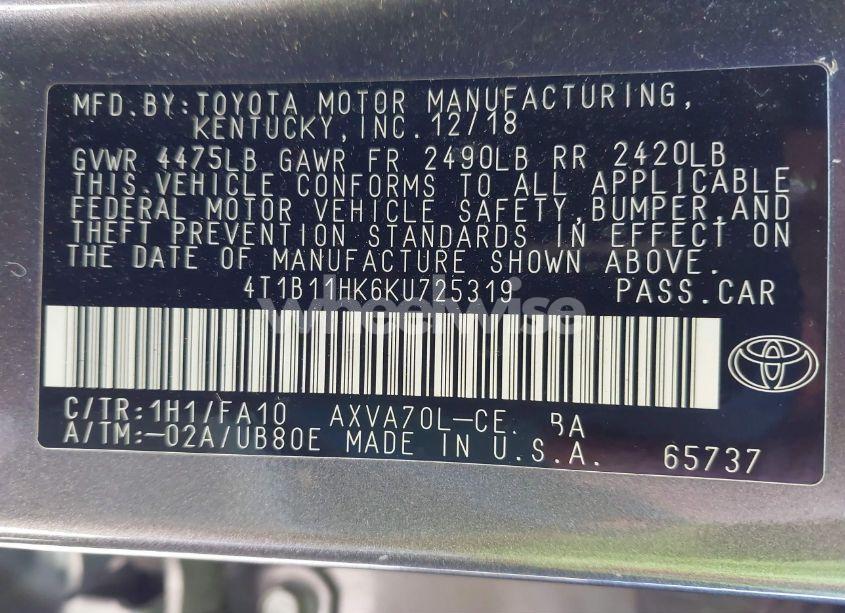 MFD.BY:TOYOTA MOTOR MANUFACTURING,
KENTUCKY,INC. 12/18
GVWR 4475LB GAWR FR 2490LB RR 2420LB
THIS VEHICLE CONFORMS TO ALL APPLICABLE
FEDERAL MOTOR VEHICLE SAFETY,BUMPER,AND
THEFT PREVENTION STANDARDS IN EFFECT ON
THE DATE OF MANUFACTURE SHOWN ABOVE.
4T1B11HK6KU725319 PASS.CAR
wheelwise
C/TR:1H1/FA10 AXVA70L-CE. BA
A/TM:-02A/UB80E MADE IN U.S.A. 65737